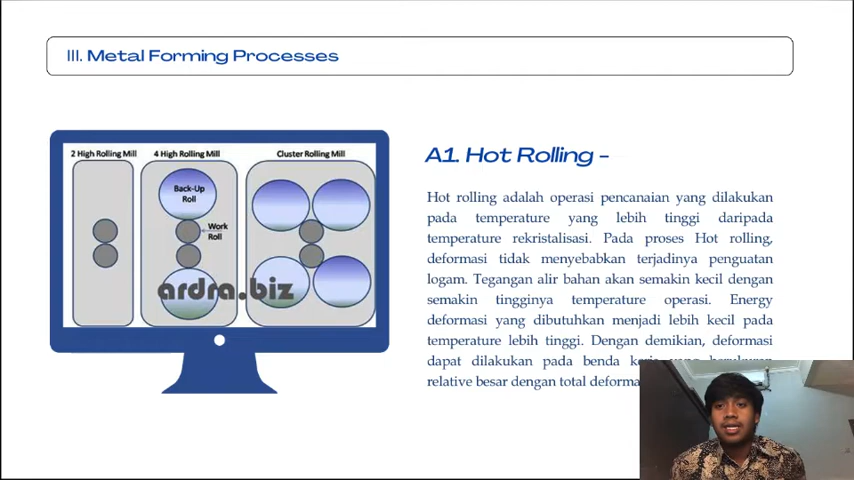 III. Metal Forming Processes
2 High Rolling Mill
4 High Rolling Mill
Cluster Rolling Mill
Back-Up
Roll
Work
Roll
ardra.biz
A1. Hot Rolling -
Hot rolling adalah operasi pencanaian yang dilakukan
pada temperature yang lebih tinggi daripada
temperature rekristalisasi. Pada proses Hot rolling,
deformasi tidak menyebabkan terjadinya penguatan
logam. Tegangan alir bahan akan semakin kecil dengan
semakin tingginya temperature operasi. Energy
deformasi yang dibutuhkan menjadi lebih kecil pada
temperature lebih tinggi. Dengan demikian, deformasi
dapat dilakukan pada benda
relative besar dengan total